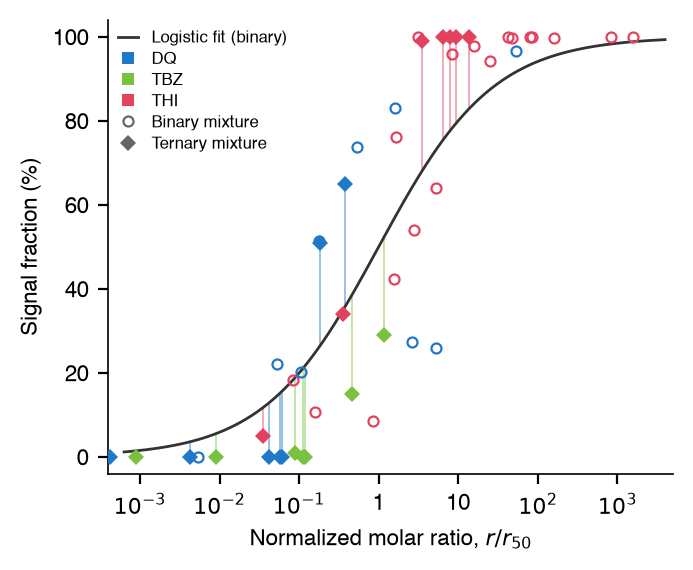 Signal fraction (%)
100
80
60
40
20
0
Logistic fit (binary)
DQ
TBZ
THI
Binary mixture
Ternary mixture
10⁻³ 10⁻² 10⁻¹ 1 10 10² 10³
Normalized molar ratio, r/r₅₀